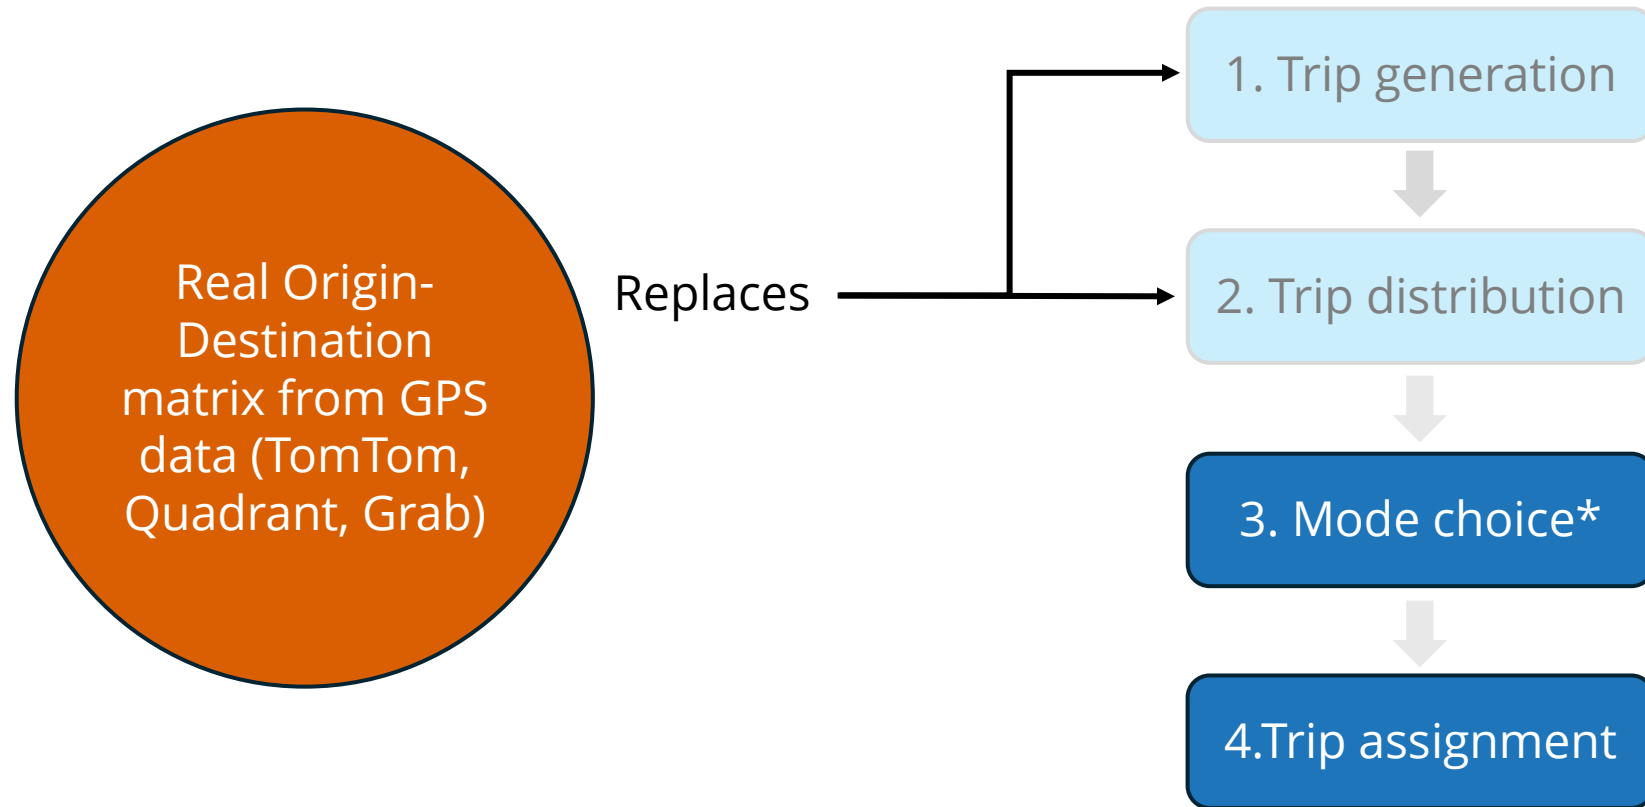 Real Origin-
Destination
matrix from GPS
data (TomTom,
Quadrant, Grab)
Replaces
1. Trip generation
2. Trip distribution
3. Mode choice*
4.Trip assignment